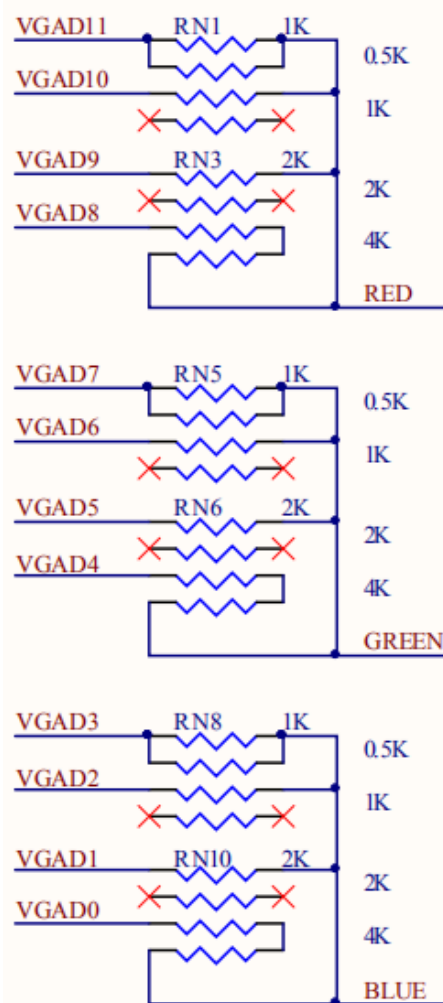 VGAD11 RN1 1K
0.5K
VGAD10
1K
VGAD9 RN3 2K
2K
VGAD8
4K
RED
VGAD7 RN5 1K
0.5K
VGAD6
1K
VGAD5 RN6 2K
2K
VGAD4
4K
GREEN
VGAD3 RN8 1K
0.5K
VGAD2
1K
VGAD1 RN10 2K
2K
VGAD0
4K
BLUE